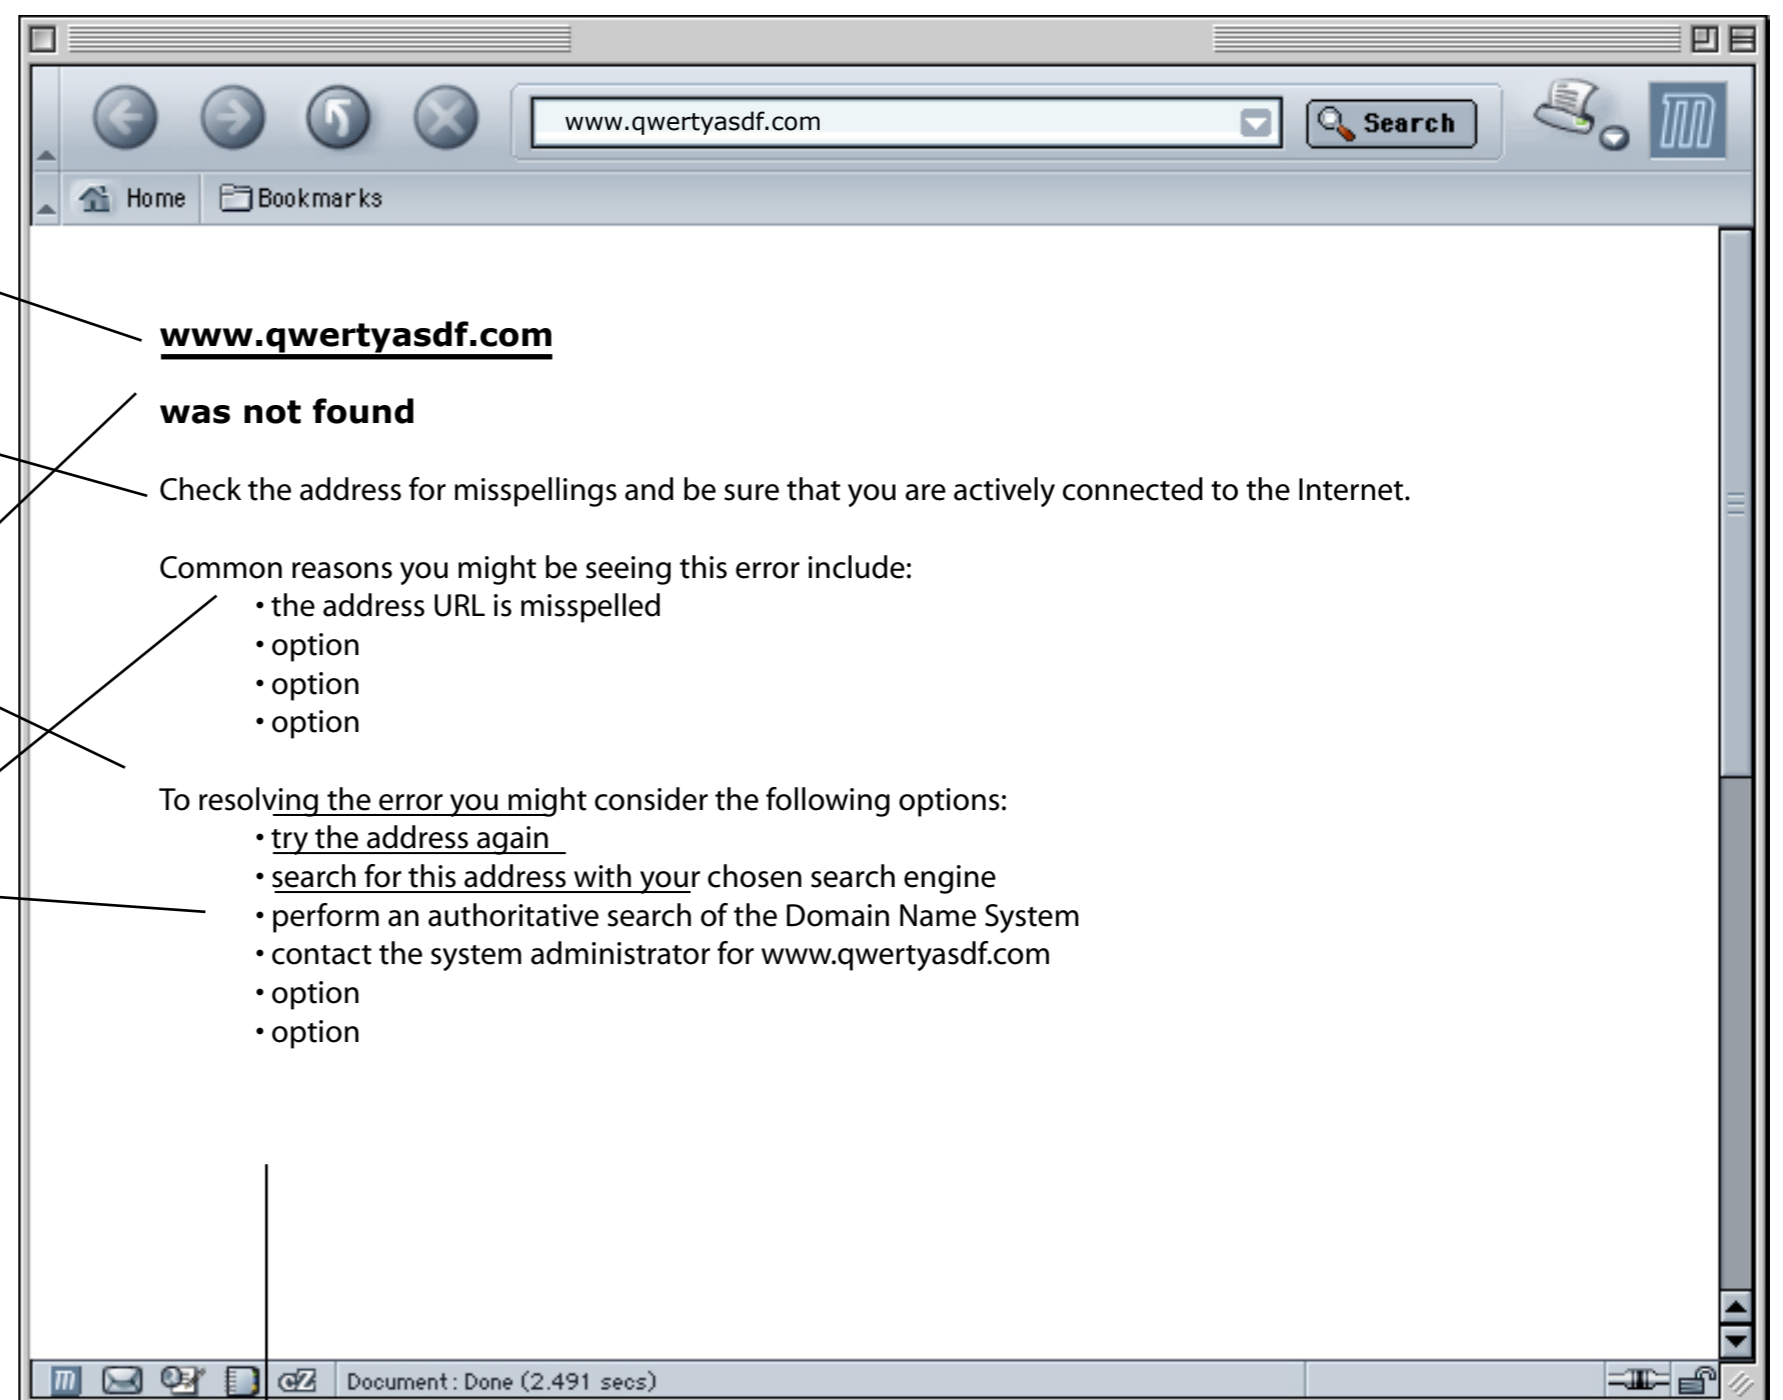 www.qwertyasdf.com
Search
Home
Bookmarks
www.qwertyasdf.com
was not found
Check the address for misspellings and be sure that you are actively connected to the Internet.
Common reasons you might be seeing this error include:
• the address URL is misspelled
• option
• option
• option
To resolving the error you might consider the following options:
• try the address again
• search for this address with your chosen search engine
• perform an authoritative search of the Domain Name System
• contact the system administrator for www.qwertyasdf.com
• option
• option
Document: Done (2.491 secs)